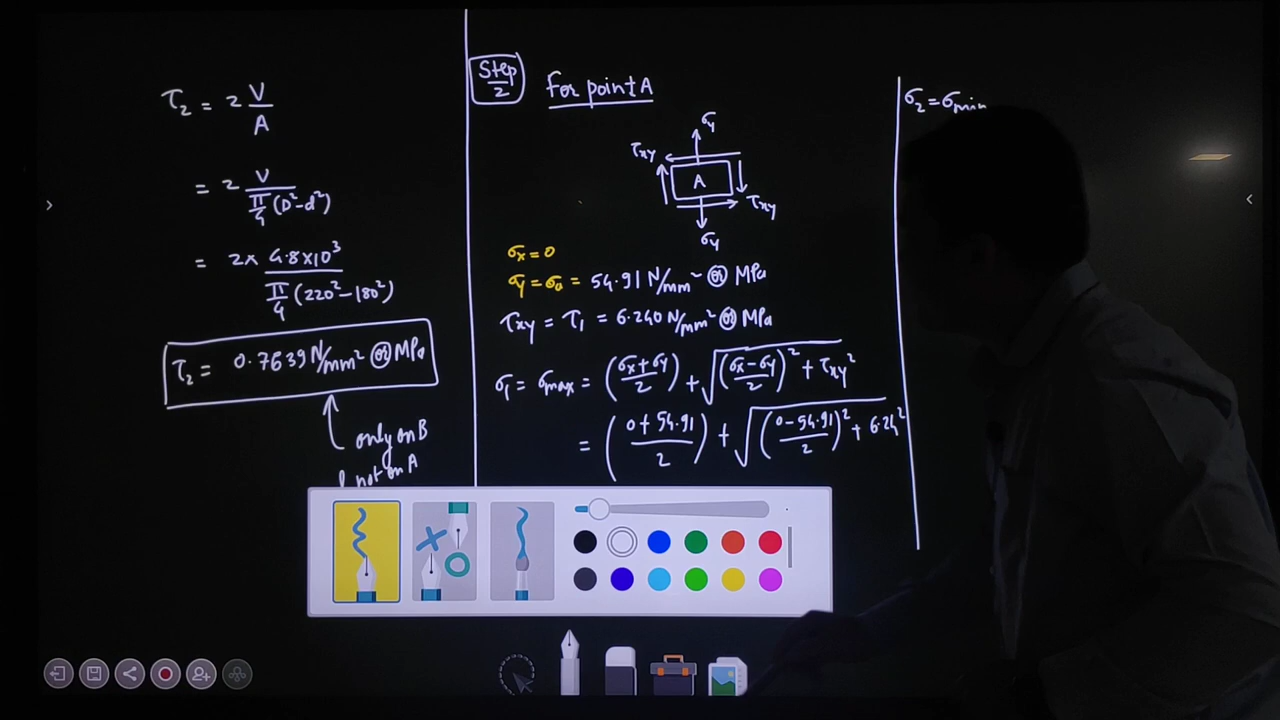 τ₂ = 2 V/A
= 2 V / π/4 (D² - d²)
= 2 × 4.8×10³ / π/4 (220² - 180²)
τ₂ = 0.7639 N/mm² or MPa
only on B
& not on A
Step 2
For point A
σy
τxy
A
τxy
σy
σx = 0
σy = σa = 54.91 N/mm² or MPa
τxy = τ₁ = 6.240 N/mm² or MPa
σ₁ = σmax = ((σx + σy)/2) + √(((σx - σy)/2)² + τxy²)
= ((0 + 54.91)/2) + √(((0 - 54.91)/2)² + 6.24²)
σ₂ = σmin